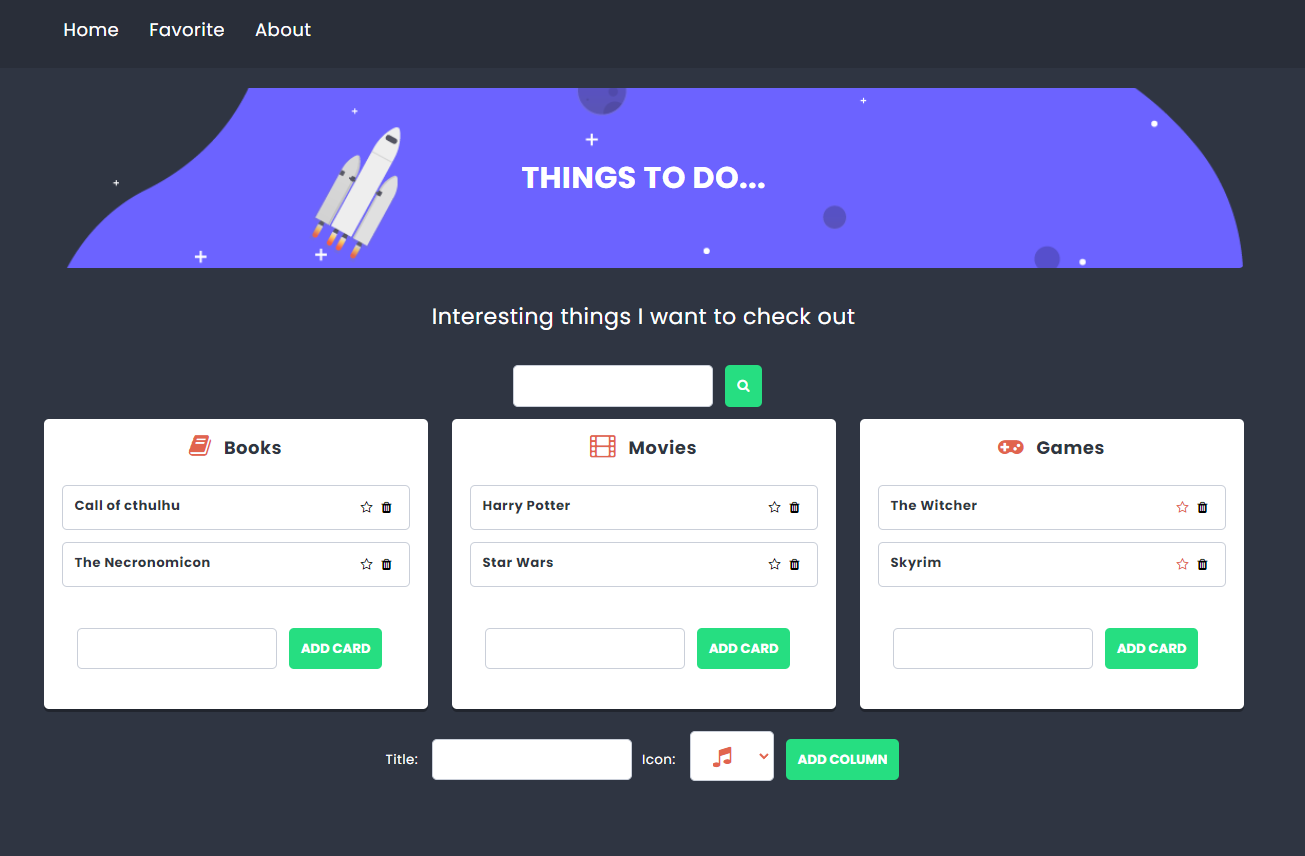 Home Favorite About
THINGS TO DO...
Interesting things I want to check out
Books
Call of cthulhu
The Necronomicon
ADD CARD
Movies
Harry Potter
Star Wars
ADD CARD
Games
The Witcher
Skyrim
ADD CARD
Title: Icon: ADD COLUMN